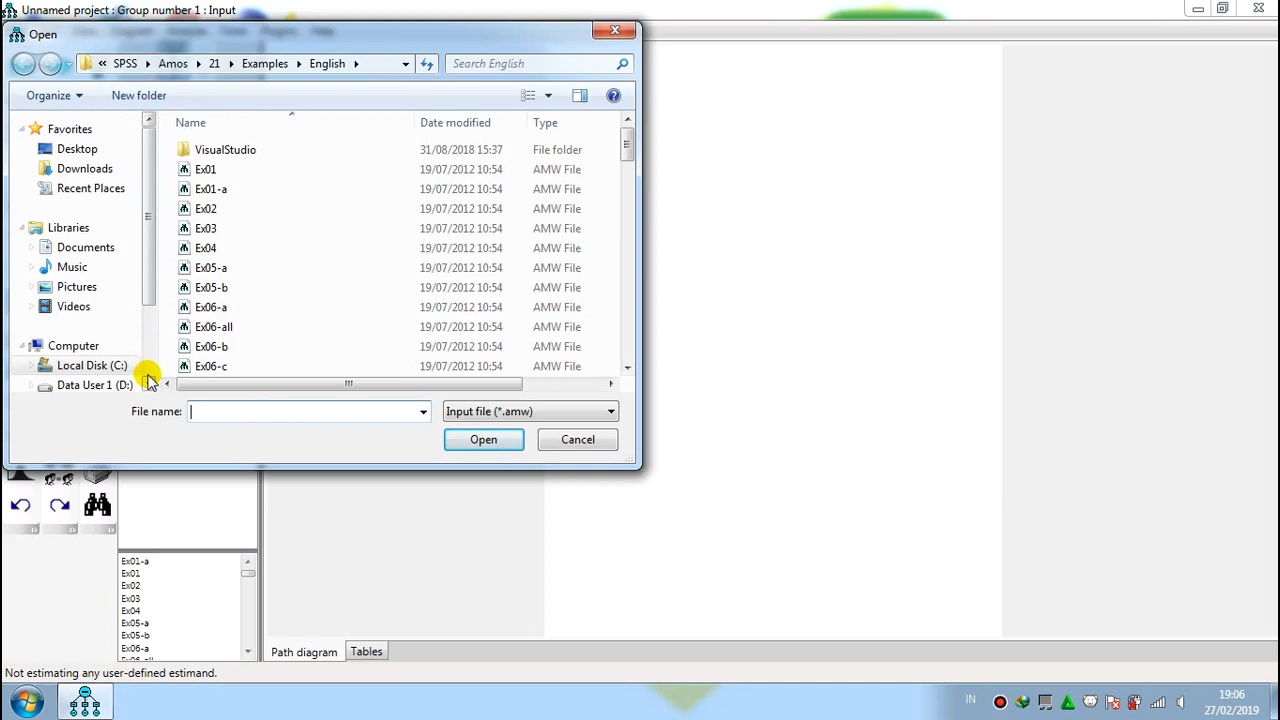 Unnamed project : Group number 1 : Input
Open
« SPSS Amos 21 Examples English
Search English
Organize New folder
Favorites
Desktop
Downloads
Recent Places
Libraries
Documents
Music
Pictures
Videos
Computer
Local Disk (C:)
Data User 1 (D:)
Name Date modified Type
VisualStudio 31/08/2018 15:37 File folder
Ex01 19/07/2012 10:54 AMW File
Ex01-a 19/07/2012 10:54 AMW File
Ex02 19/07/2012 10:54 AMW File
Ex03 19/07/2012 10:54 AMW File
Ex04 19/07/2012 10:54 AMW File
Ex05-a 19/07/2012 10:54 AMW File
Ex05-b 19/07/2012 10:54 AMW File
Ex06-a 19/07/2012 10:54 AMW File
Ex06-all 19/07/2012 10:54 AMW File
Ex06-b 19/07/2012 10:54 AMW File
Ex06-c 19/07/2012 10:54 AMW File
File name: Input file (*.amw)
Open Cancel
Ex01-a
Ex01
Ex02
Ex03
Ex04
Ex05-a
Ex05-b
Ex06-a
Path diagram Tables
Not estimating any user-defined estimand.
IN
19:06
27/02/2019